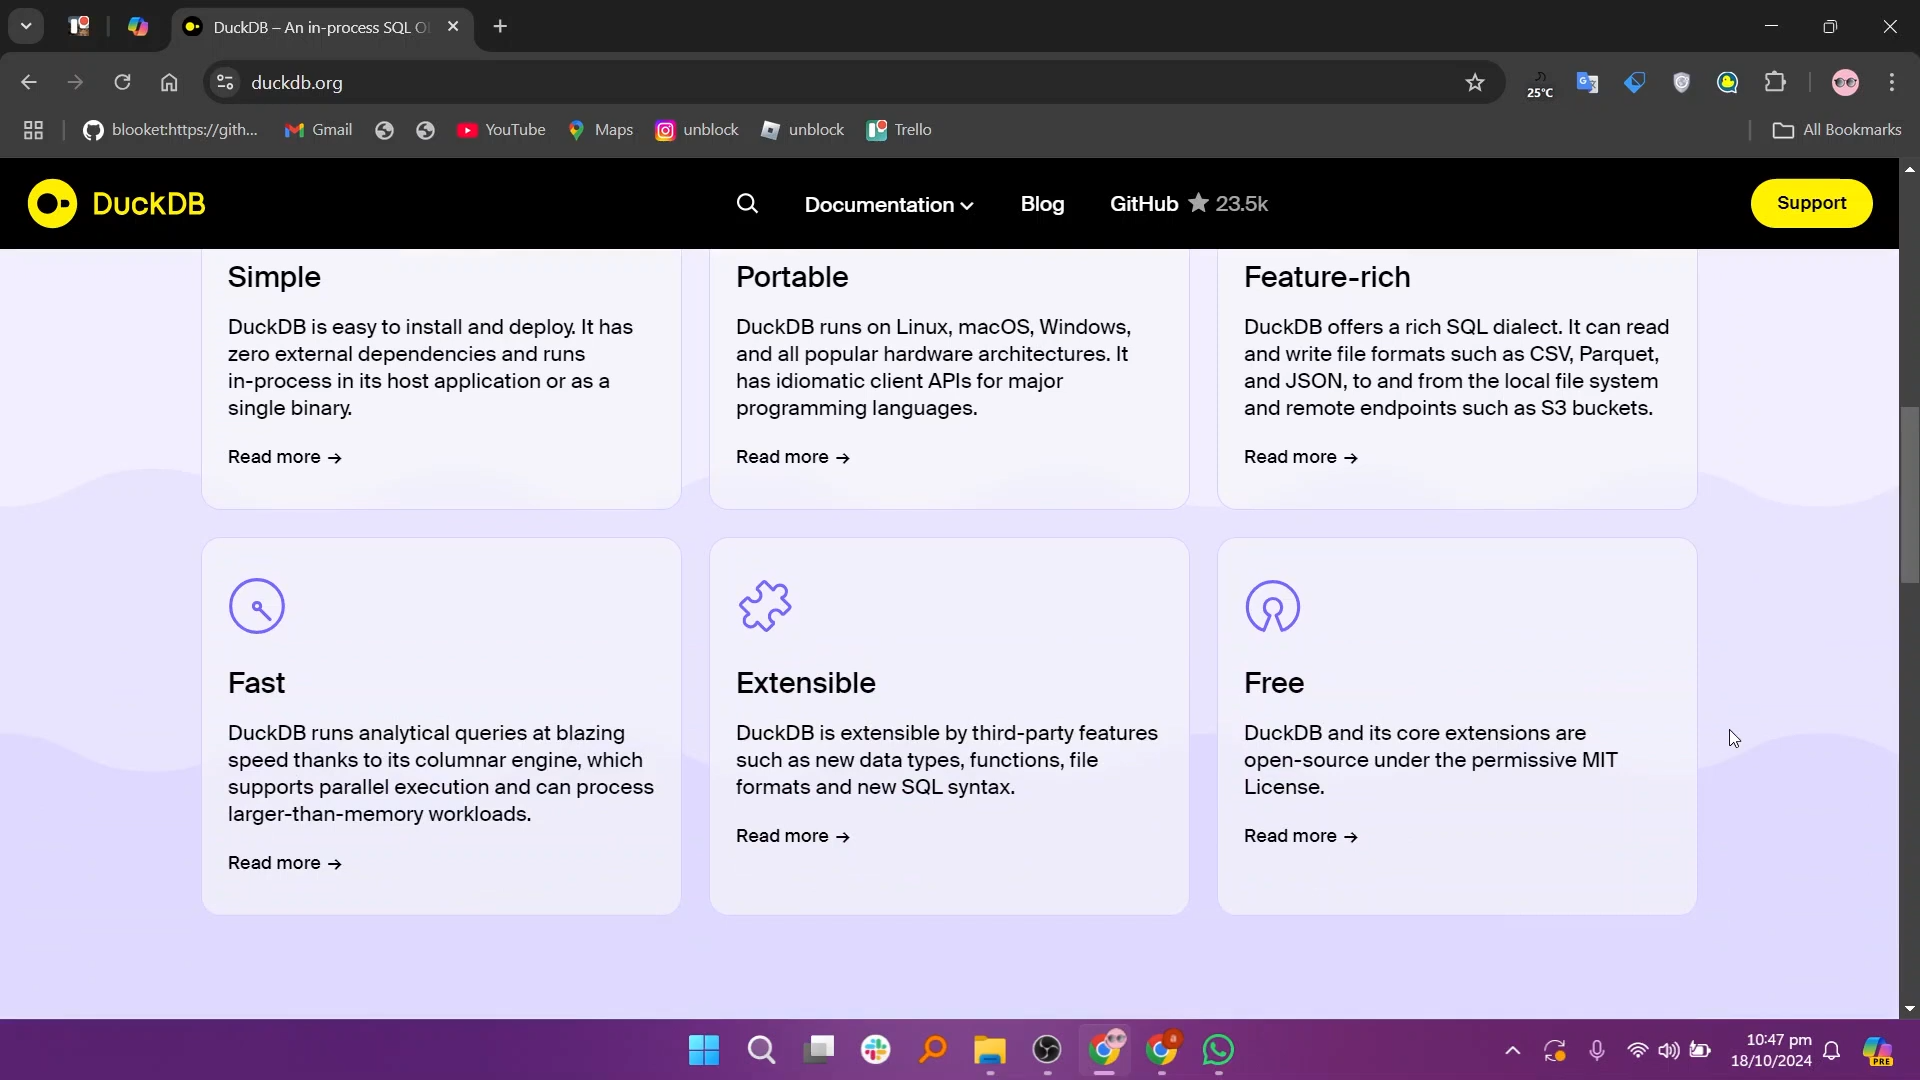 DuckDB – An in-process SQL O
duckdb.org
25°C
blooket:https://gith...
Gmail
YouTube
Maps
unblock
unblock
Trello
All Bookmarks
DuckDB
Documentation
Blog
GitHub ★ 23.5k
Support
Simple
DuckDB is easy to install and deploy. It has
zero external dependencies and runs
in-process in its host application or as a
single binary.
Read more →
Portable
DuckDB runs on Linux, macOS, Windows,
and all popular hardware architectures. It
has idiomatic client APIs for major
programming languages.
Read more →
Feature-rich
DuckDB offers a rich SQL dialect. It can read
and write file formats such as CSV, Parquet,
and JSON, to and from the local file system
and remote endpoints such as S3 buckets.
Read more →
Fast
DuckDB runs analytical queries at blazing
speed thanks to its columnar engine, which
supports parallel execution and can process
larger-than-memory workloads.
Read more →
Extensible
DuckDB is extensible by third-party features
such as new data types, functions, file
formats and new SQL syntax.
Read more →
Free
DuckDB and its core extensions are
open-source under the permissive MIT
License.
Read more →
10:47 pm
18/10/2024
PRE